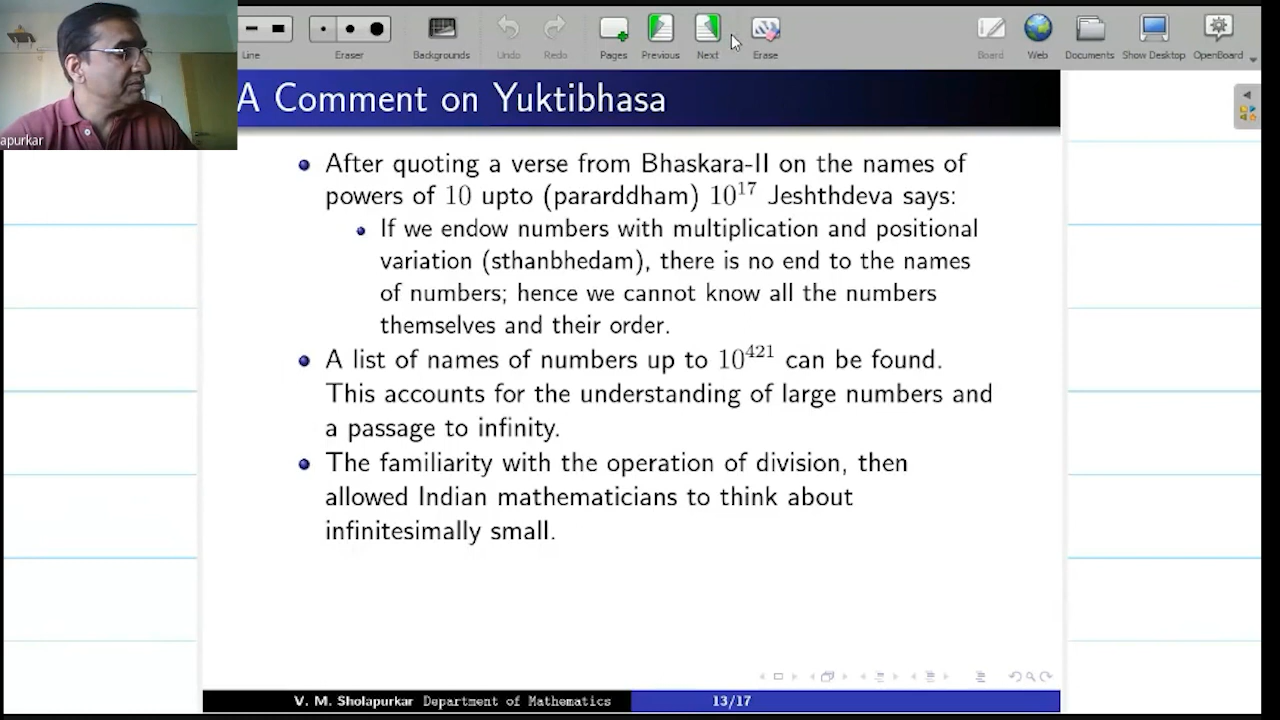 Line
Eraser
Backgrounds
Undo
Redo
Pages
Previous
Next
Erase
Board
Web
Documents
Show Desktop
OpenBoard
apurkar
A Comment on Yuktibhasa
After quoting a verse from Bhaskara-II on the names of
powers of 10 upto (pararddham) 10^17 Jeshthdeva says:
If we endow numbers with multiplication and positional
variation (sthanbhedam), there is no end to the names
of numbers; hence we cannot know all the numbers
themselves and their order.
A list of names of numbers up to 10^421 can be found.
This accounts for the understanding of large numbers and
a passage to infinity.
The familiarity with the operation of division, then
allowed Indian mathematicians to think about
infinitesimally small.
V. M. Sholapurkar Department of Mathematics
13/17